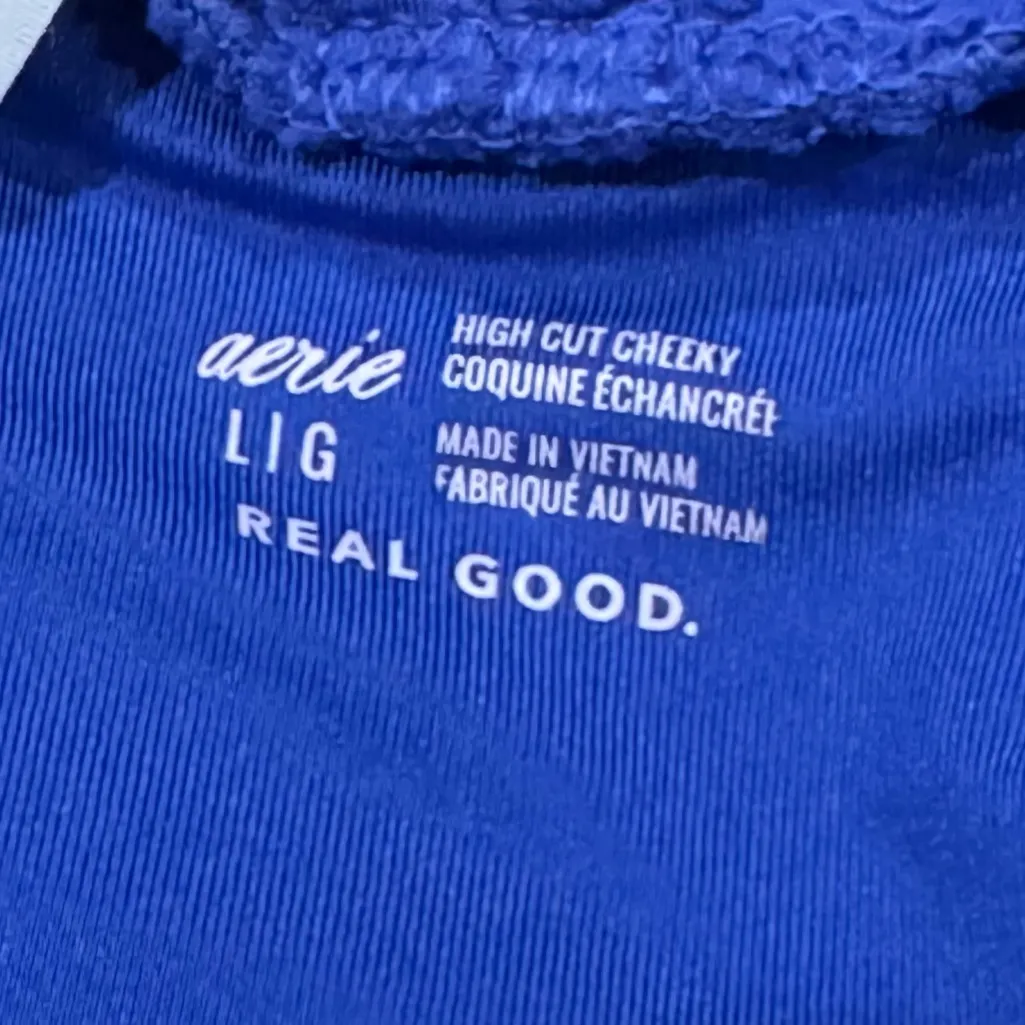 aerie
L|G
HIGH CUT CHEEKY
COQUINE ÉCHANCRÉE
MADE IN VIETNAM
FABRIQUÉ AU VIETNAM
REAL GOOD.